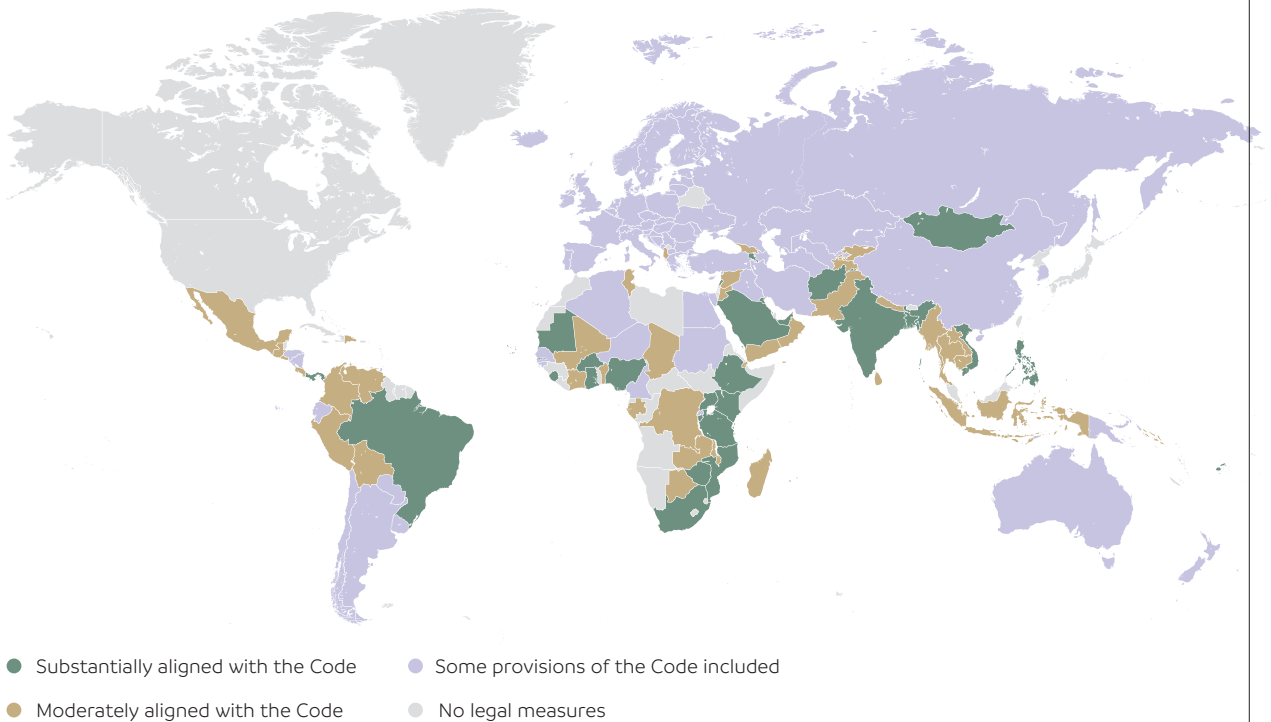 Substantially aligned with the Code
Some provisions of the Code included
Moderately aligned with the Code
No legal measures